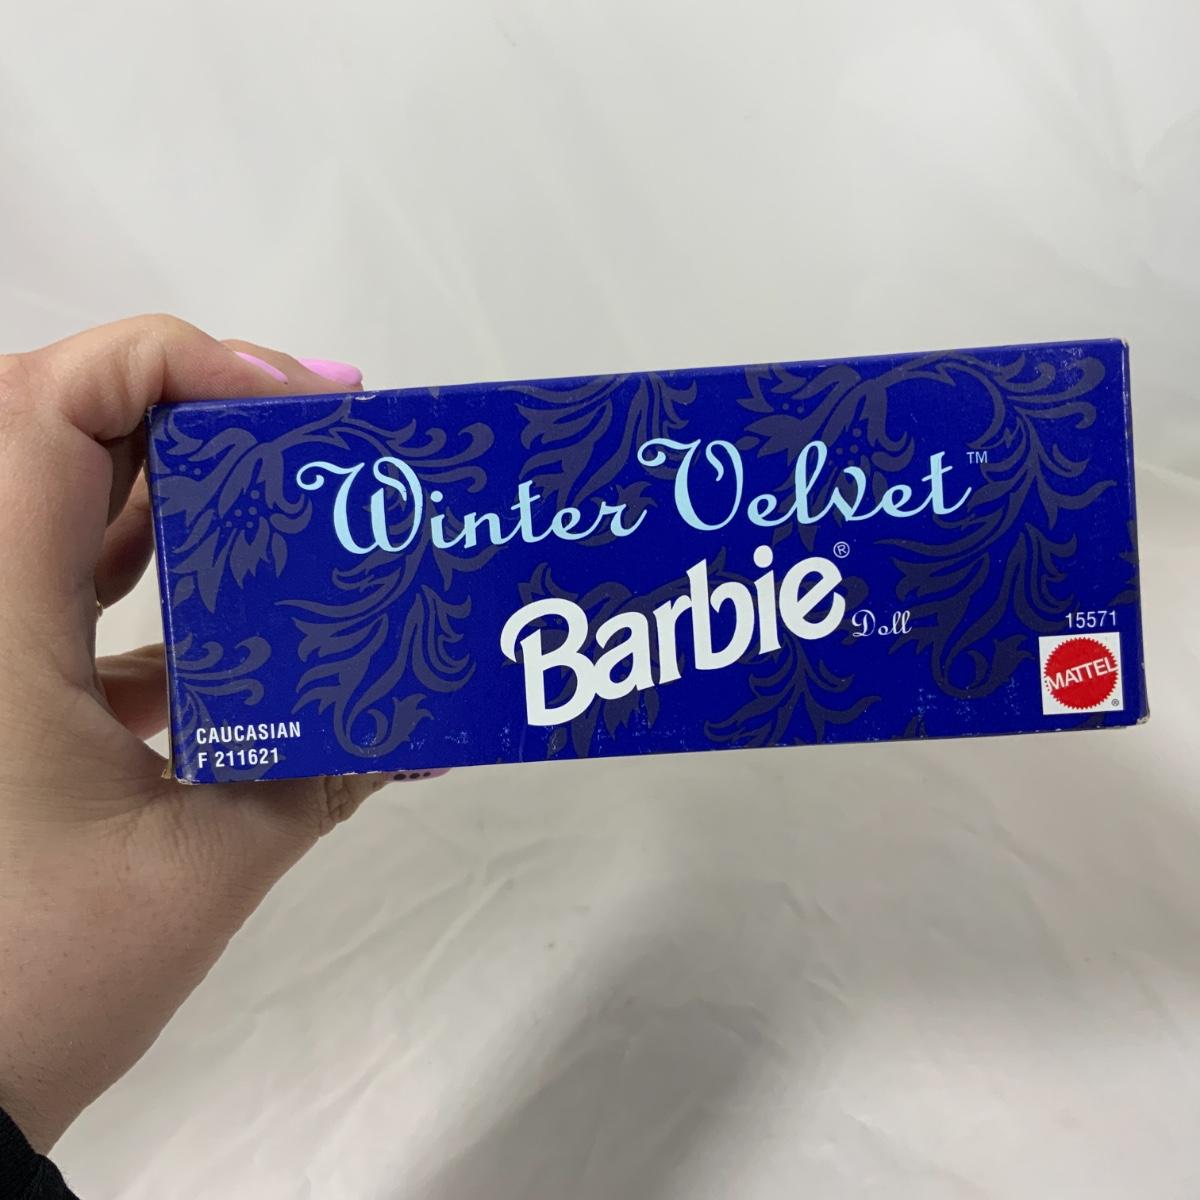 Winter Velvet™
Barbie® Doll
15571
MATTEL
®
CAUCASIAN
F 211621